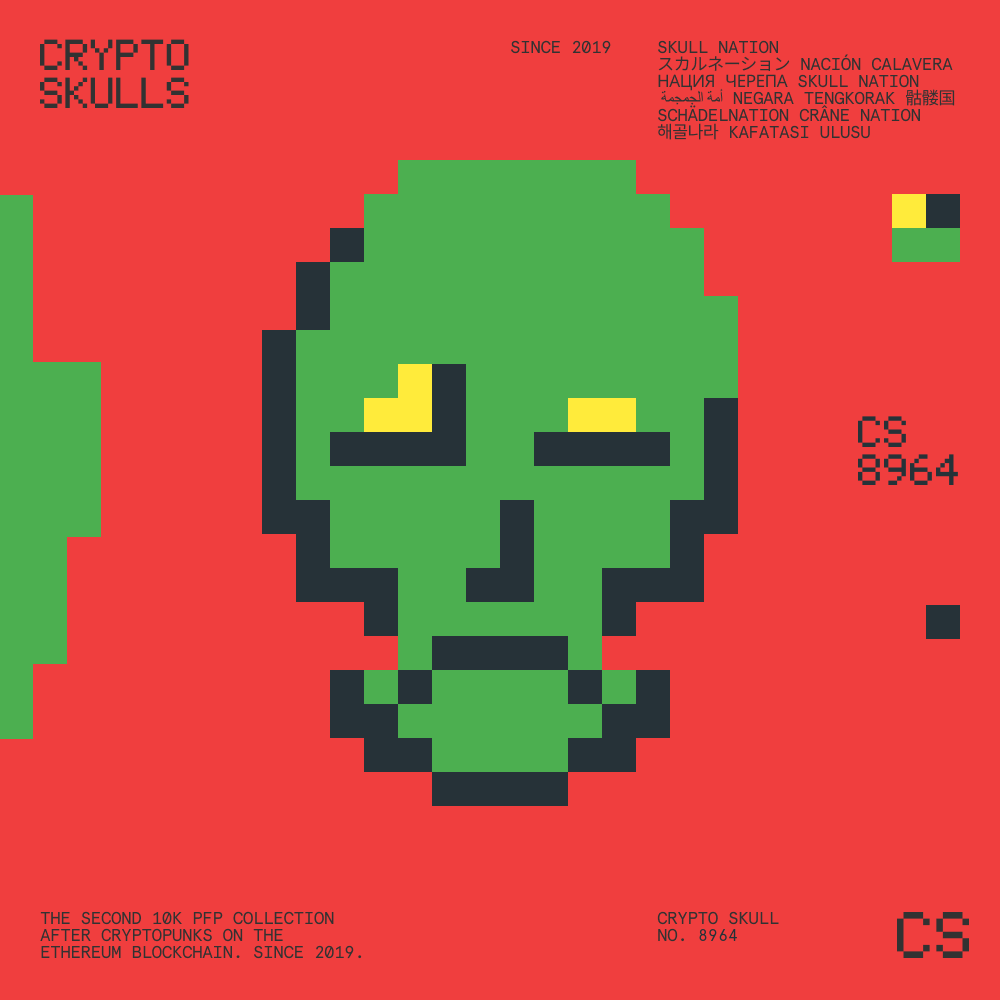 CRYPTO
SKULLS
SINCE 2019
SKULL NATION
スカルネーション NACIÓN CALAVERA
НАЦИЯ ЧЕРЕПА SKULL NATION
أمة الجمجمة NEGARA TENGKORAK 骷髅国
SCHÄDELNATION CRÂNE NATION
해골나라 KAFATASI ULUSU
CS
8964
THE SECOND 10K PFP COLLECTION
AFTER CRYPTOPUNKS ON THE
ETHEREUM BLOCKCHAIN. SINCE 2019.
CRYPTO SKULL
NO. 8964
CS